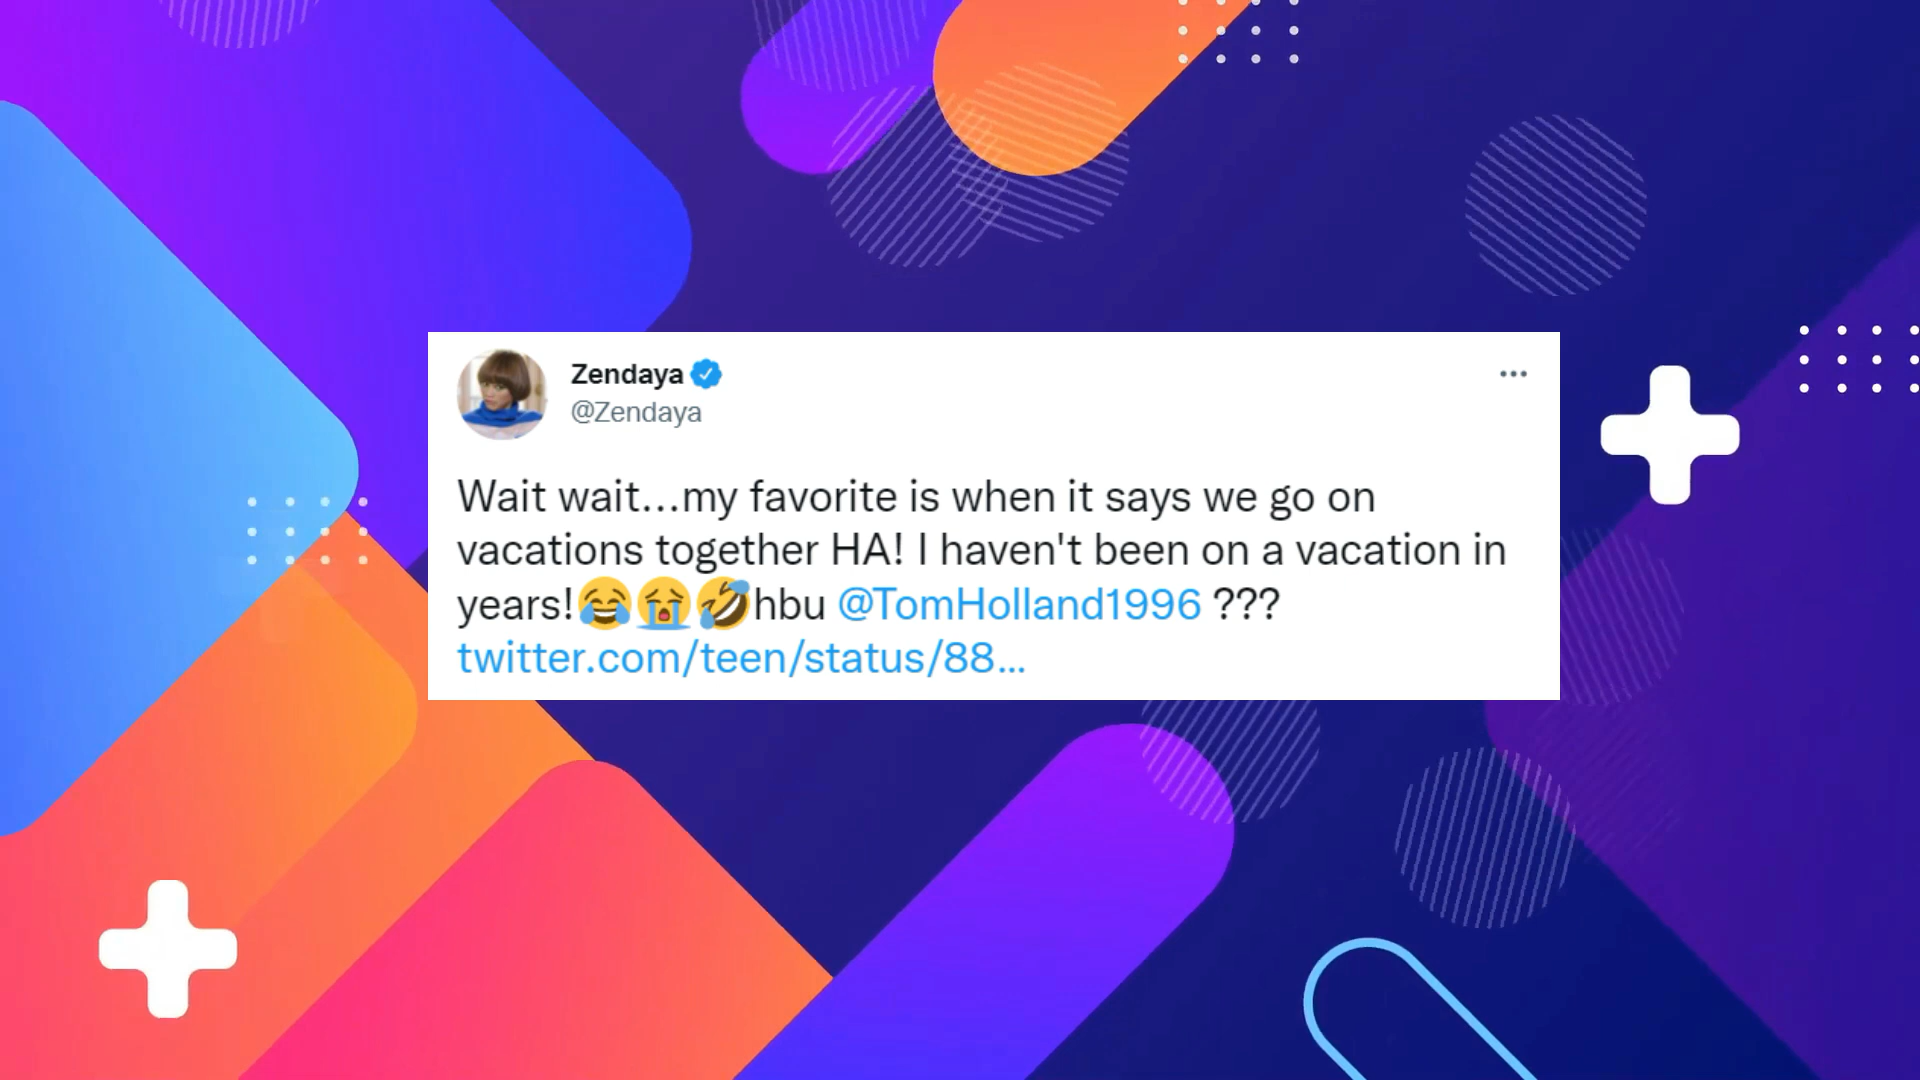 Zendaya
@Zendaya
Wait wait...my favorite is when it says we go on
vacations together HA! I haven't been on a vacation in
years!😂😭🤣hbu @TomHolland1996 ???
twitter.com/teen/status/88...